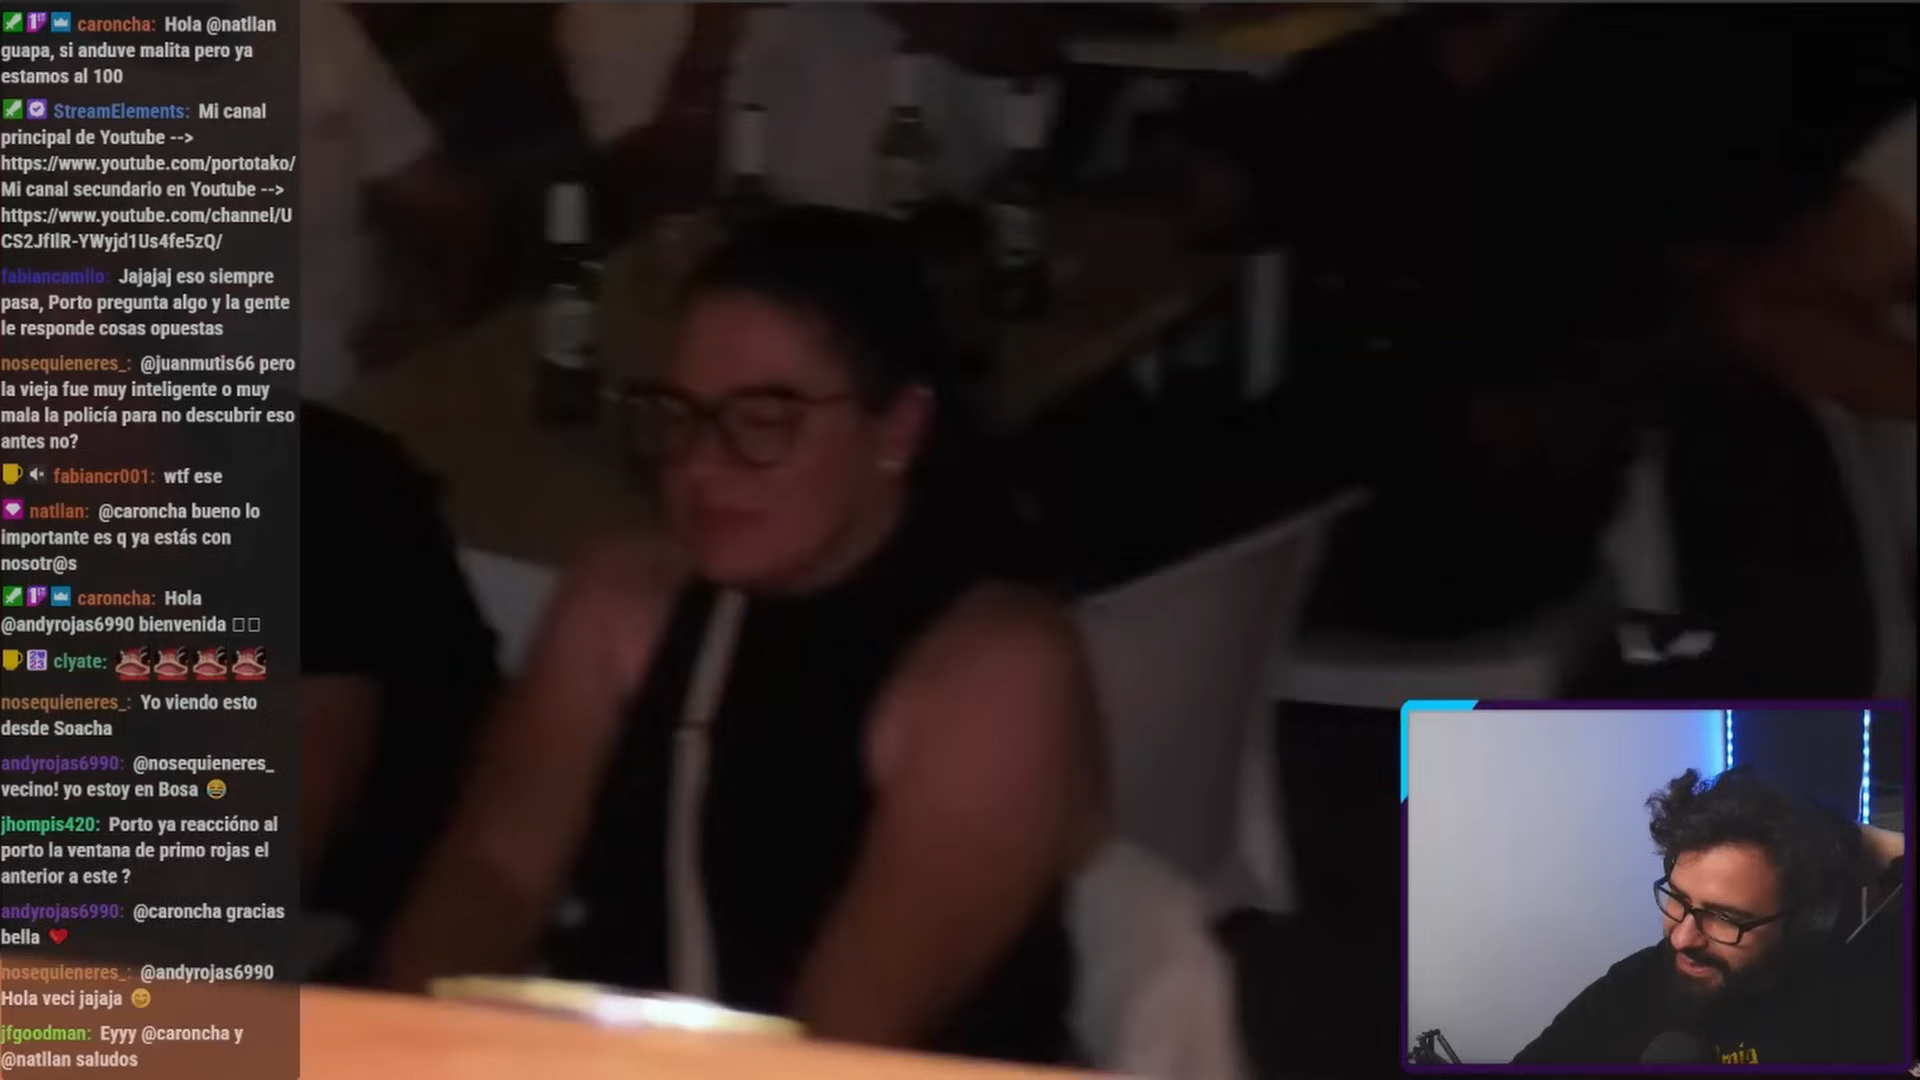 caroncha: Hola @natllan
guapa, si anduve malita pero ya
estamos al 100
StreamElements: Mi canal
principal de Youtube -->
https://www.youtube.com/portotako/
Mi canal secundario en Youtube -->
https://www.youtube.com/channel/U
CS2JfIlR-YWyjd1Us4fe5zQ/
fabiancamilo: Jajajaj eso siempre
pasa, Porto pregunta algo y la gente
le responde cosas opuestas
nosequieneres_: @juanmutis66 pero
la vieja fue muy inteligente o muy
mala la policía para no descubrir eso
antes no?
fabiancr001: wtf ese
natllan: @caroncha bueno lo
importante es q ya estás con
nosotr@s
caroncha: Hola
@andyrojas6990 bienvenida
clyate:
nosequieneres_: Yo viendo esto
desde Soacha
andyrojas6990: @nosequieneres_
vecino! yo estoy en Bosa 😂
jhompis420: Porto ya reaccióno al
porto la ventana de primo rojas el
anterior a este ?
andyrojas6990: @caroncha gracias
bella ❤️
nosequieneres_: @andyrojas6990
Hola veci jajaja 😊
jfgoodman: Eyyy @caroncha y
@natllan saludos